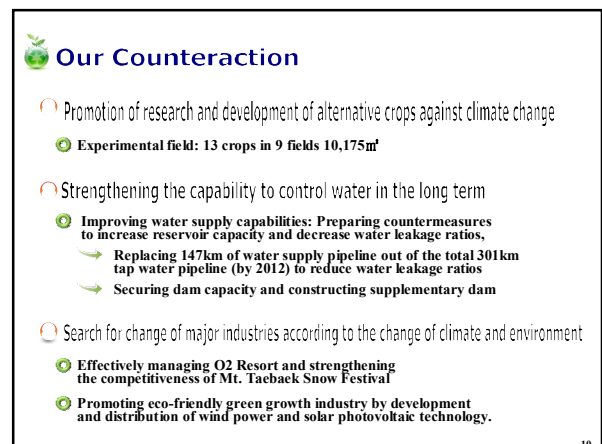 Our Counteraction
Promotion of research and development of alternative crops against climate change
Experimental field: 13 crops in 9 fields 10,175㎡
Strengthening the capability to control water in the long term
Improving water supply capabilities: Preparing countermeasures
to increase reservoir capacity and decrease water leakage ratios,
Replacing 147km of water supply pipeline out of the total 301km
tap water pipeline (by 2012) to reduce water leakage ratios
Securing dam capacity and constructing supplementary dam
Search for change of major industries according to the change of climate and environment
Effectively managing O2 Resort and strengthening
the competitiveness of Mt. Taebaek Snow Festival
Promoting eco-friendly green growth industry by development
and distribution of wind power and solar photovoltaic technology.